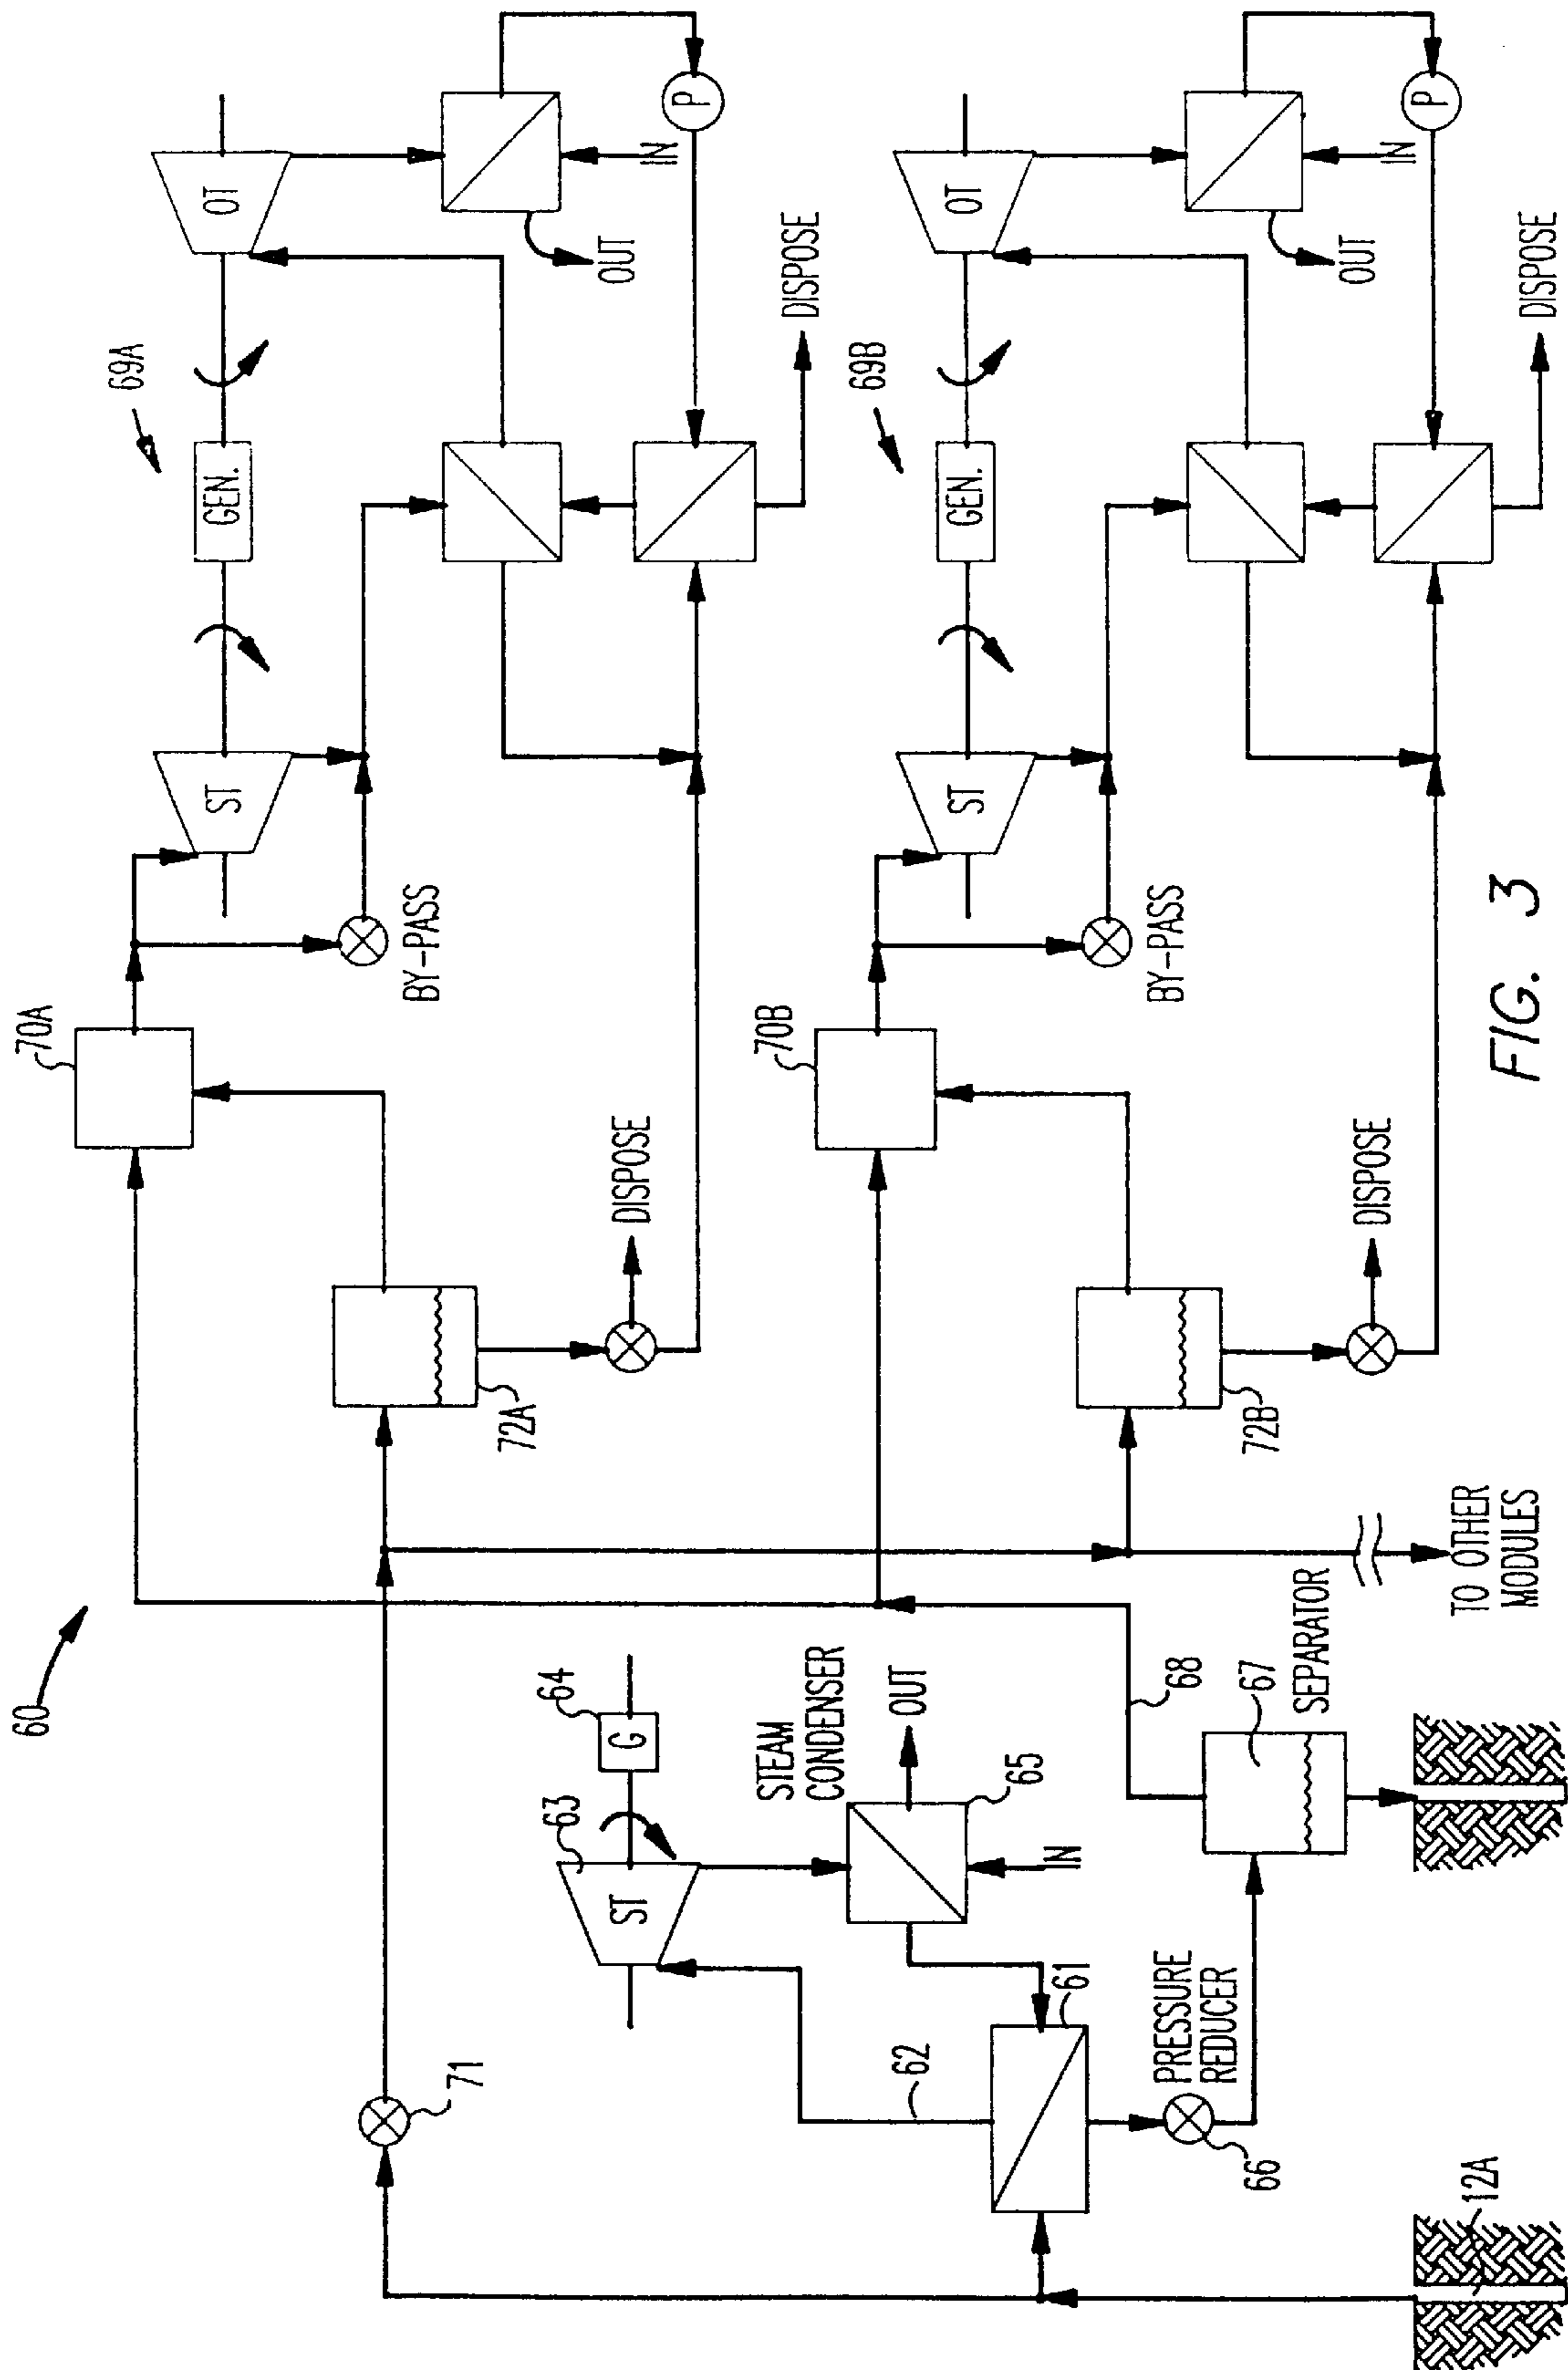 60
70A
69A
ST
GEN.
OT
BY-PASS
IN
OUT
P
72A
DISPOSE
DISPOSE
71
64
G
63
ST
STEAM
CONDENSER
OUT
65
IN
62
61
PRESSURE
REDUCER
66
67
SEPARATOR
68
12A
TO OTHER
MODULES
70B
69B
ST
GEN.
OT
BY-PASS
IN
OUT
P
72B
DISPOSE
DISPOSE
FIG. 3